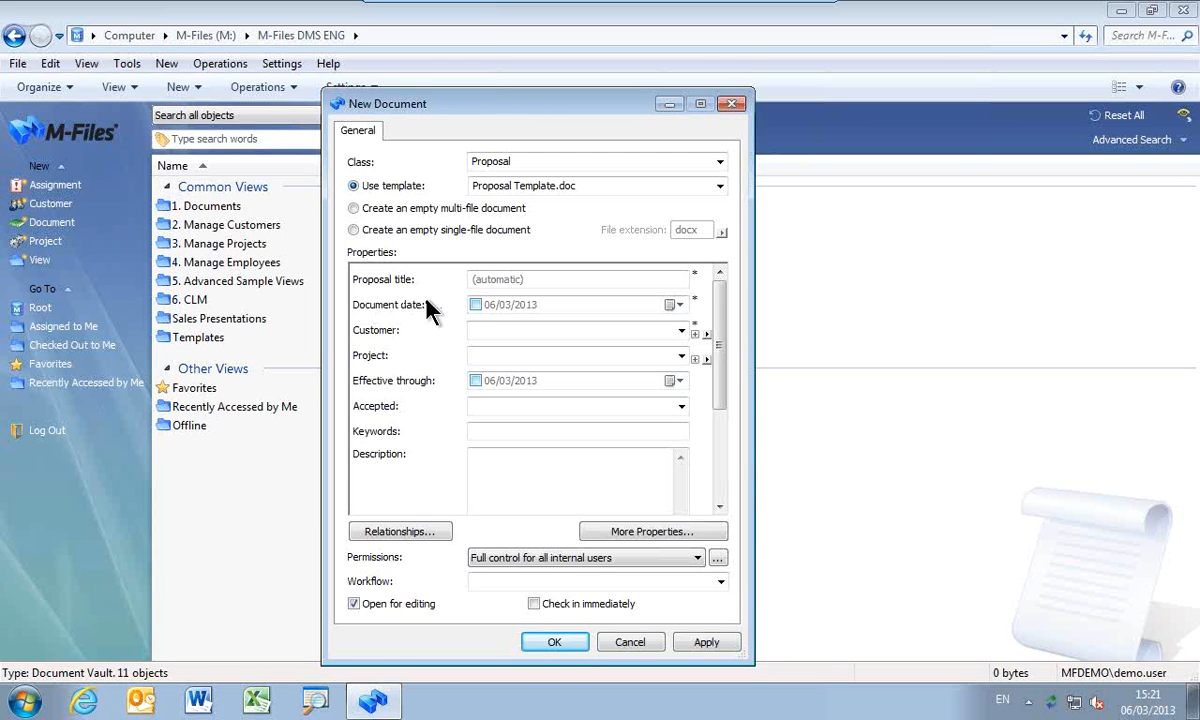 Computer M-Files (M:) M-Files DMS ENG Search M-F...
File Edit View Tools New Operations Settings Help
Organize View New Operations
M-Files
Search all objects
Type search words
Reset All
Advanced Search
New
Assignment
Customer
Document
Project
View
Go To
Root
Assigned to Me
Checked Out to Me
Favorites
Recently Accessed by Me
Log Out
Name
Common Views
1. Documents
2. Manage Customers
3. Manage Projects
4. Manage Employees
5. Advanced Sample Views
6. CLM
Sales Presentations
Templates
Other Views
Favorites
Recently Accessed by Me
Offline
New Document
General
Class: Proposal
Use template: Proposal Template.doc
Create an empty multi-file document
Create an empty single-file document File extension: docx
Properties:
Proposal title: (automatic) *
Document date: 06/03/2013 *
Customer: *
Project:
Effective through: 06/03/2013
Accepted:
Keywords:
Description:
Relationships... More Properties...
Permissions: Full control for all internal users ...
Workflow:
Open for editing Check in immediately
OK Cancel Apply
Type: Document Vault. 11 objects 0 bytes MFDEMO\demo.user
EN 15:21
06/03/2013